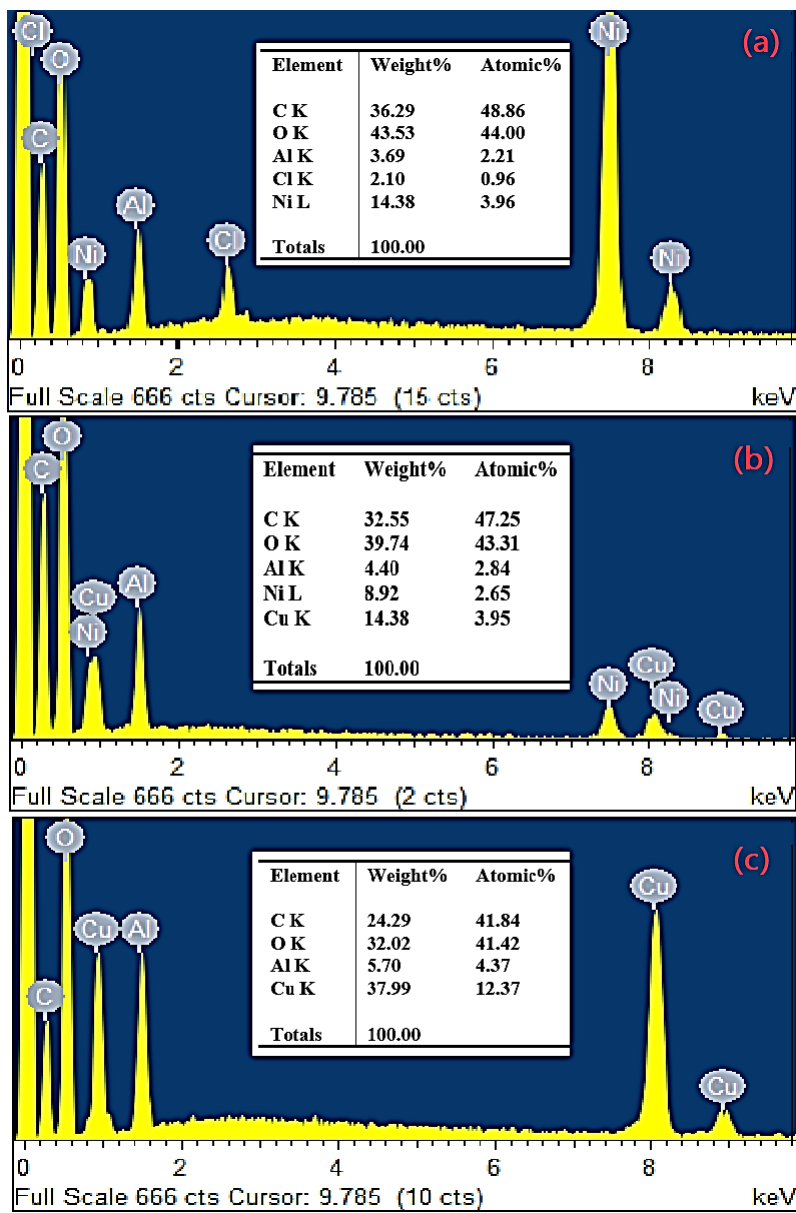 (a)
Cl
O
C
Ni
Al
Cl
Ni
Ni
Element Weight% Atomic%
C K 36.29 48.86
O K 43.53 44.00
Al K 3.69 2.21
Cl K 2.10 0.96
Ni L 14.38 3.96
Totals 100.00
0 2 4 6 8
Full Scale 666 cts Cursor: 9.785 (15 cts) keV
(b)
O
C
Cu
Ni
Al
Ni
Cu
Ni
Cu
Element Weight% Atomic%
C K 32.55 47.25
O K 39.74 43.31
Al K 4.40 2.84
Ni L 8.92 2.65
Cu K 14.38 3.95
Totals 100.00
0 2 4 6 8
Full Scale 666 cts Cursor: 9.785 (2 cts) keV
(c)
O
C
Cu
Al
Cu
Cu
Element Weight% Atomic%
C K 24.29 41.84
O K 32.02 41.42
Al K 5.70 4.37
Cu K 37.99 12.37
Totals 100.00
0 2 4 6 8
Full Scale 666 cts Cursor: 9.785 (10 cts) keV